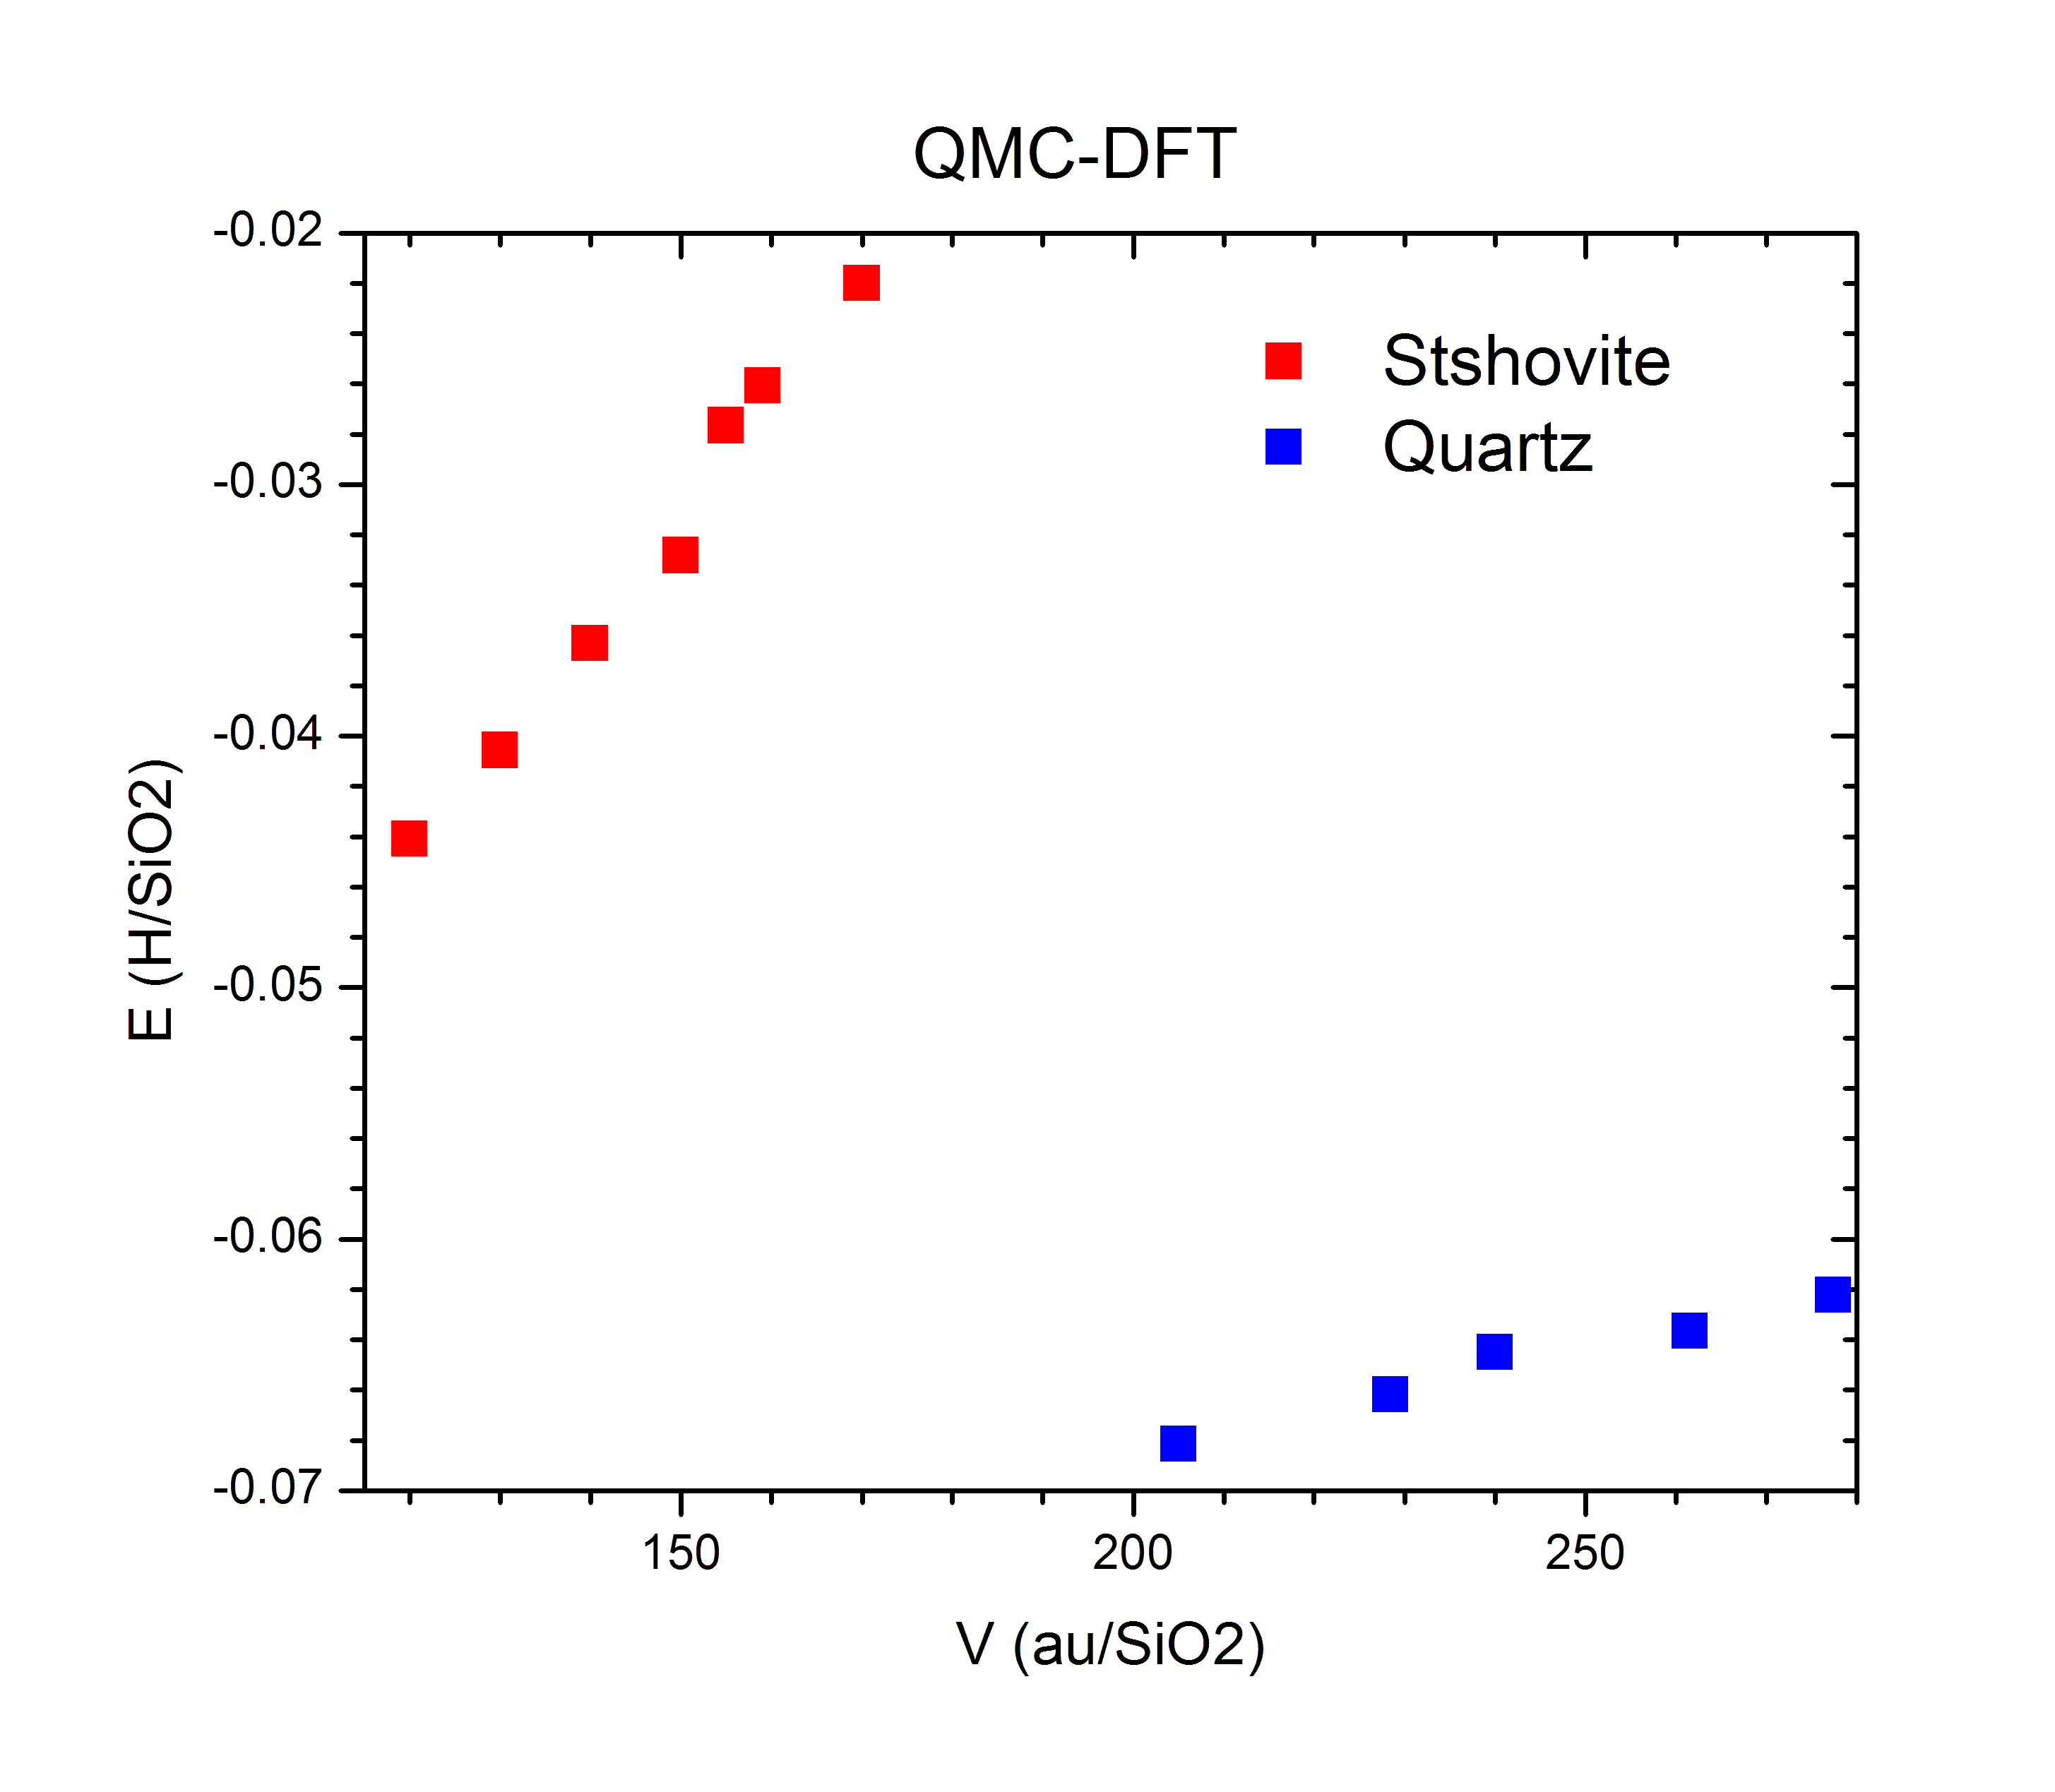 QMC-DFT
-0.02
-0.03
-0.04
-0.05
-0.06
-0.07
E (H/SiO2)
Stshovite
Quartz
150 200 250
V (au/SiO2)